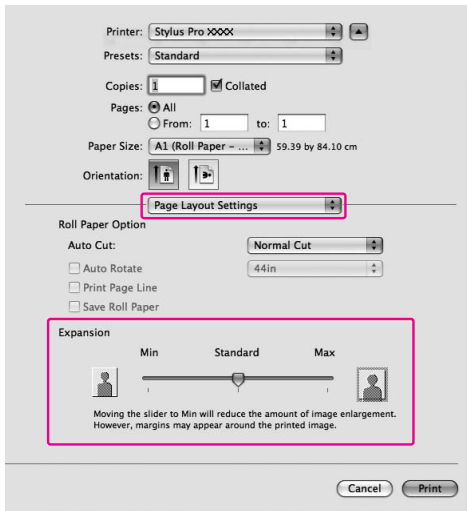 Printer: Stylus Pro XXXX
Presets: Standard
Copies: 1 Collated
Pages: All
From: 1 to: 1
Paper Size: A1 (Roll Paper – ... 59.39 by 84.10 cm
Orientation:
Page Layout Settings
Roll Paper Option
Auto Cut: Normal Cut
Auto Rotate 44in
Print Page Line
Save Roll Paper
Expansion
Min Standard Max
Moving the slider to Min will reduce the amount of image enlargement.
However, margins may appear around the printed image.
Cancel Print